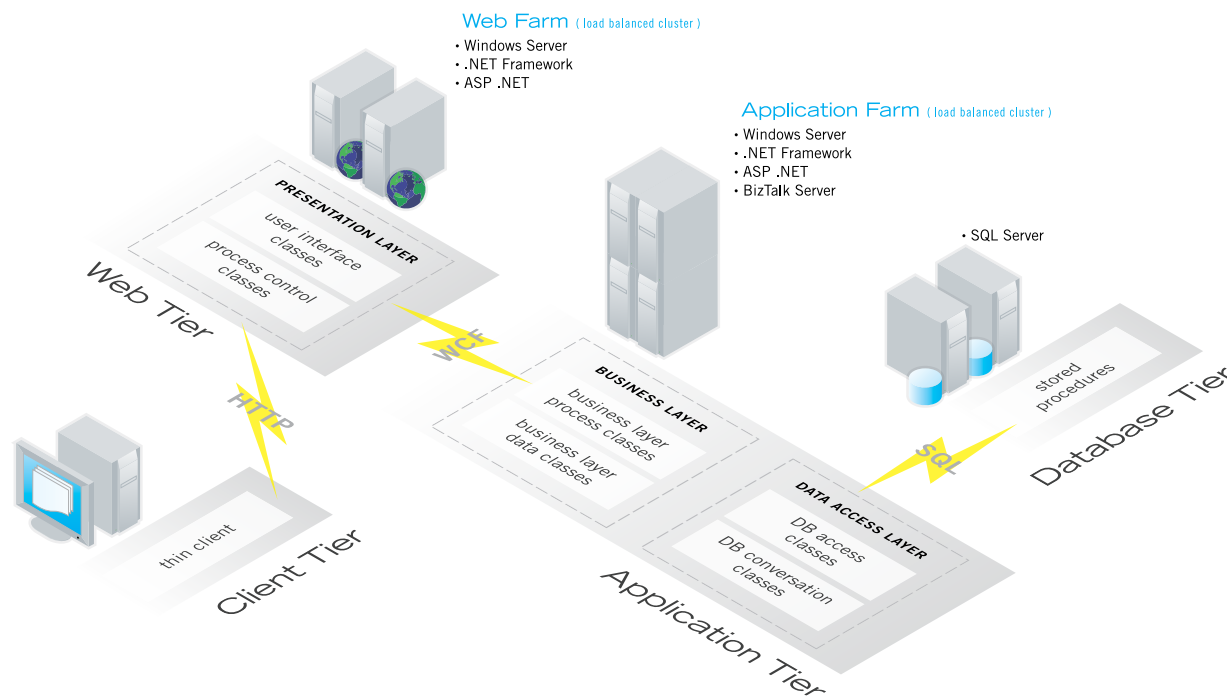 Web Farm ( load balanced cluster )
• Windows Server
• .NET Framework
• ASP .NET
Application Farm ( load balanced cluster )
• Windows Server
• .NET Framework
• ASP .NET
• BizTalk Server
• SQL Server
PRESENTATION LAYER
user interface
classes
process control
classes
Web Tier
WCF
HTTP
BUSINESS LAYER
business layer
process classes
business layer
data classes
stored
procedures
Database Tier
SQL
DATA ACCESS LAYER
DB access
classes
DB conversation
classes
Application Tier
thin client
Client Tier